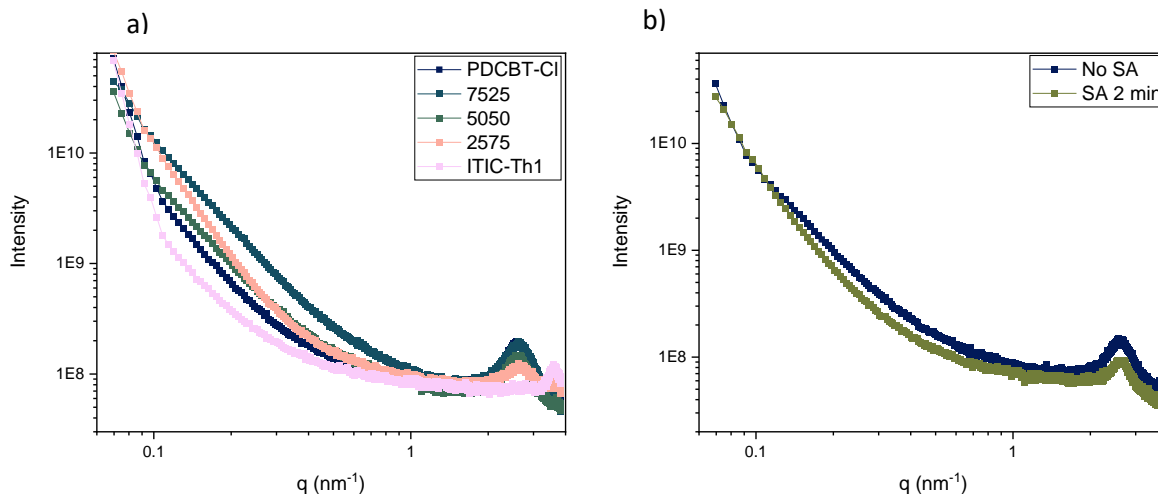 a)
PDCBT-Cl
7525
5050
2575
ITIC-Th1
1E10
1E9
1E8
Intensity
0.1 1
q (nm-1)
b)
No SA
SA 2 min
1E10
1E9
1E8
Intensity
0.1 1
q (nm-1)